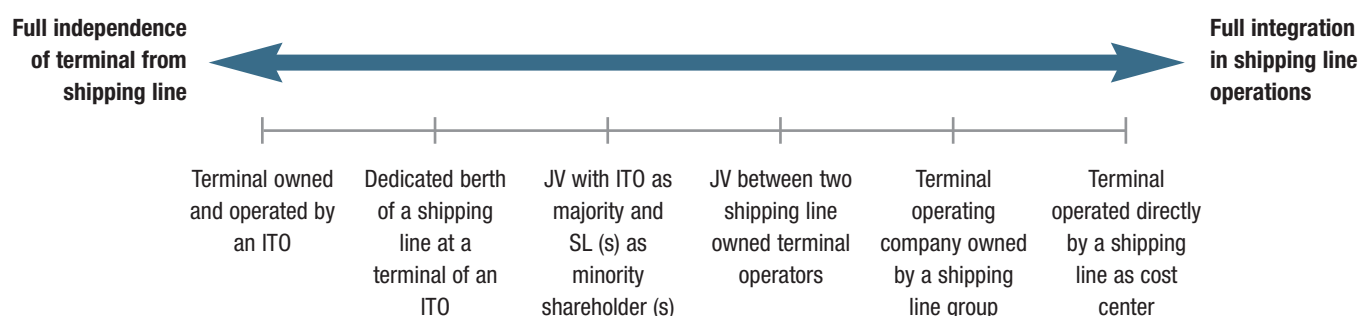 Full independence
of terminal from
shipping line
Full integration
in shipping line
operations
Terminal owned
and operated by
an ITO
Dedicated berth
of a shipping
line at a
terminal of an
ITO
JV with ITO as
majority and
SL (s) as
minority
shareholder (s)
JV between two
shipping line
owned terminal
operators
Terminal
operating
company owned
by a shipping
line group
Terminal
operated directly
by a shipping
line as cost
center